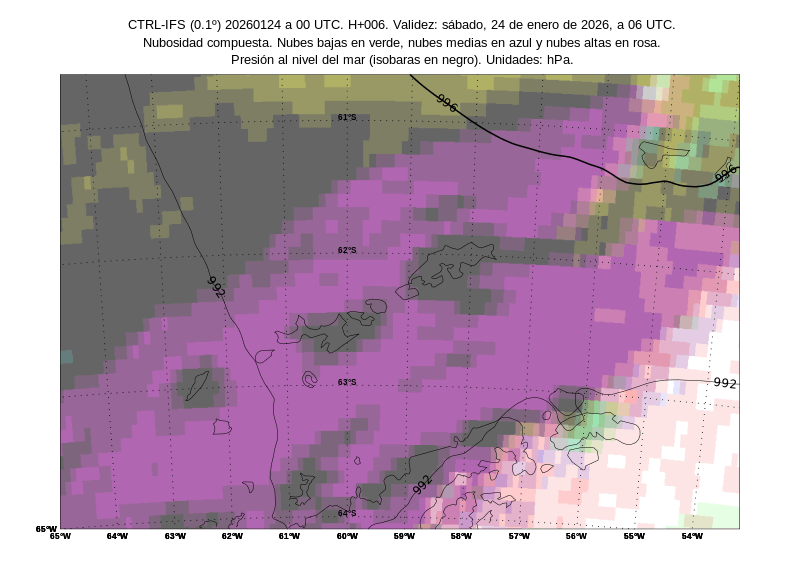 CTRL-IFS (0.1º) 20260124 a 00 UTC. H+006. Validez: sábado, 24 de enero de 2026, a 06 UTC.
Nubosidad compuesta. Nubes bajas en verde, nubes medias en azul y nubes altas en rosa.
Presión al nivel del mar (isobaras en negro). Unidades: hPa.
996
61°S
996
62°S
992
63°S
992
992
64°S
65°W
65°W 64°W 63°W 62°W 61°W 60°W 59°W 58°W 57°W 56°W 55°W 54°W